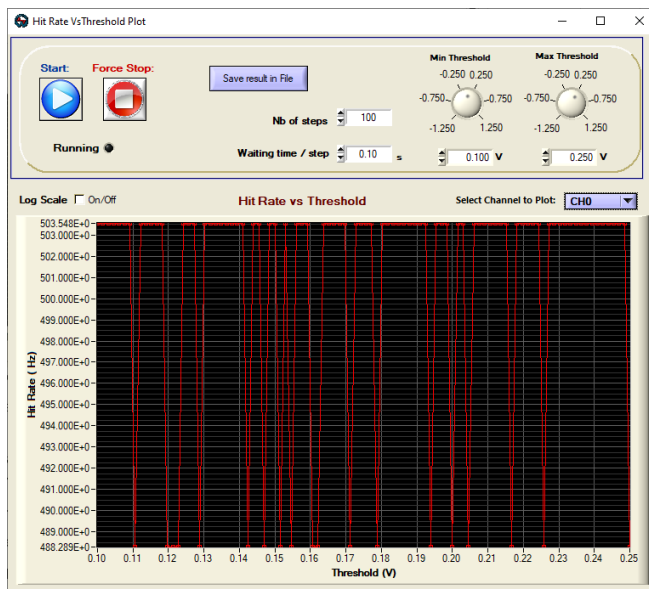 Hit Rate VsThreshold Plot
Start: Force Stop:
Save result in File
Nb of steps 100
Running
Waiting time / step 0.10 s
Min Threshold
-0.250 0.250
-0.750 0.750
-1.250 1.250
0.100 V
Max Threshold
-0.250 0.250
-0.750 0.750
-1.250 1.250
0.250 V
Log Scale On/Off
Hit Rate vs Threshold
Select Channel to Plot: CH0
503.548E+0
503.000E+0
502.000E+0
501.000E+0
500.000E+0
499.000E+0
498.000E+0
497.000E+0
496.000E+0
495.000E+0
494.000E+0
493.000E+0
492.000E+0
491.000E+0
490.000E+0
489.000E+0
488.289E+0
Hit Rate ( Hz)
0.10 0.11 0.12 0.13 0.14 0.15 0.16 0.17 0.18 0.19 0.20 0.21 0.22 0.23 0.24 0.25
Threshold (V)